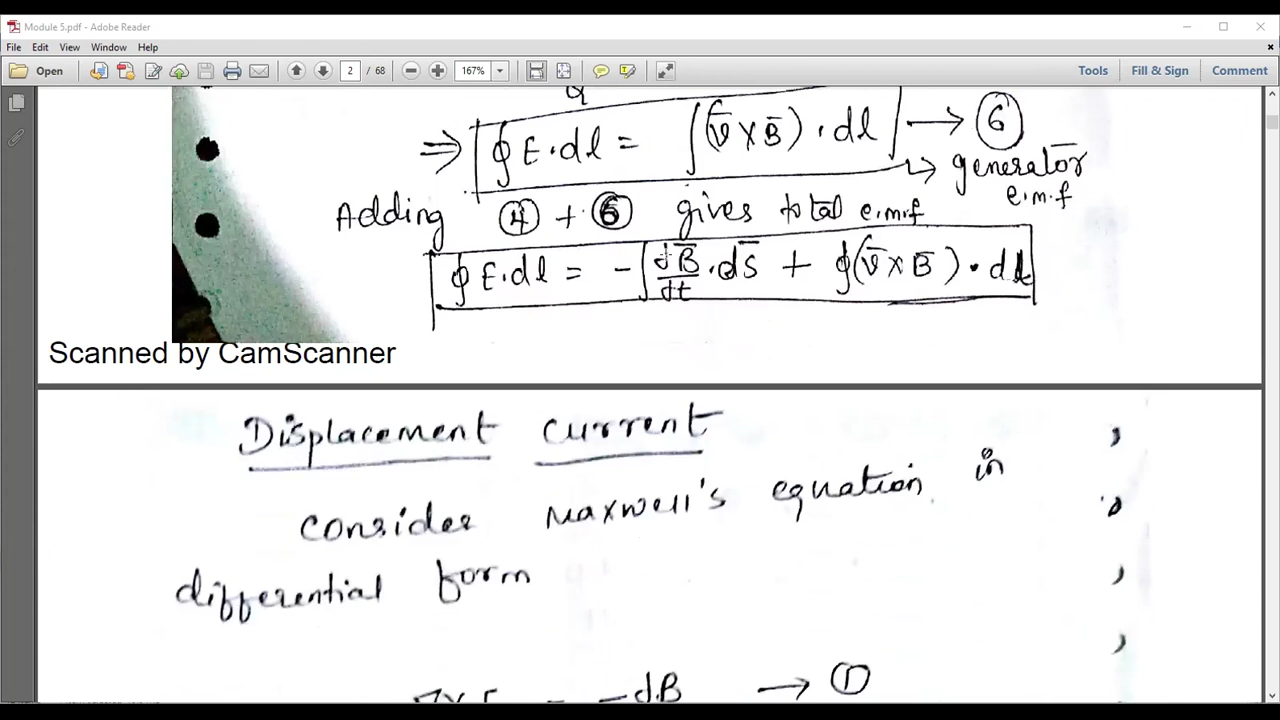 Module 5.pdf - Adobe Reader
File Edit View Window Help
Open 2 / 68 167% Tools Fill & Sign Comment
⇒ ∮ E·dl = ∫(V̄ × B̄)·dl → ⑥
↳ generator
e.m.f
Adding ④ + ⑥ gives total e.m.f
∮ E·dl = -∫ dB̄/dt · dS̄ + ∮(V̄ × B̄)·dl
Scanned by CamScanner
Displacement current
consider Maxwell's equation in
differential form
∇×E = -dB → ①